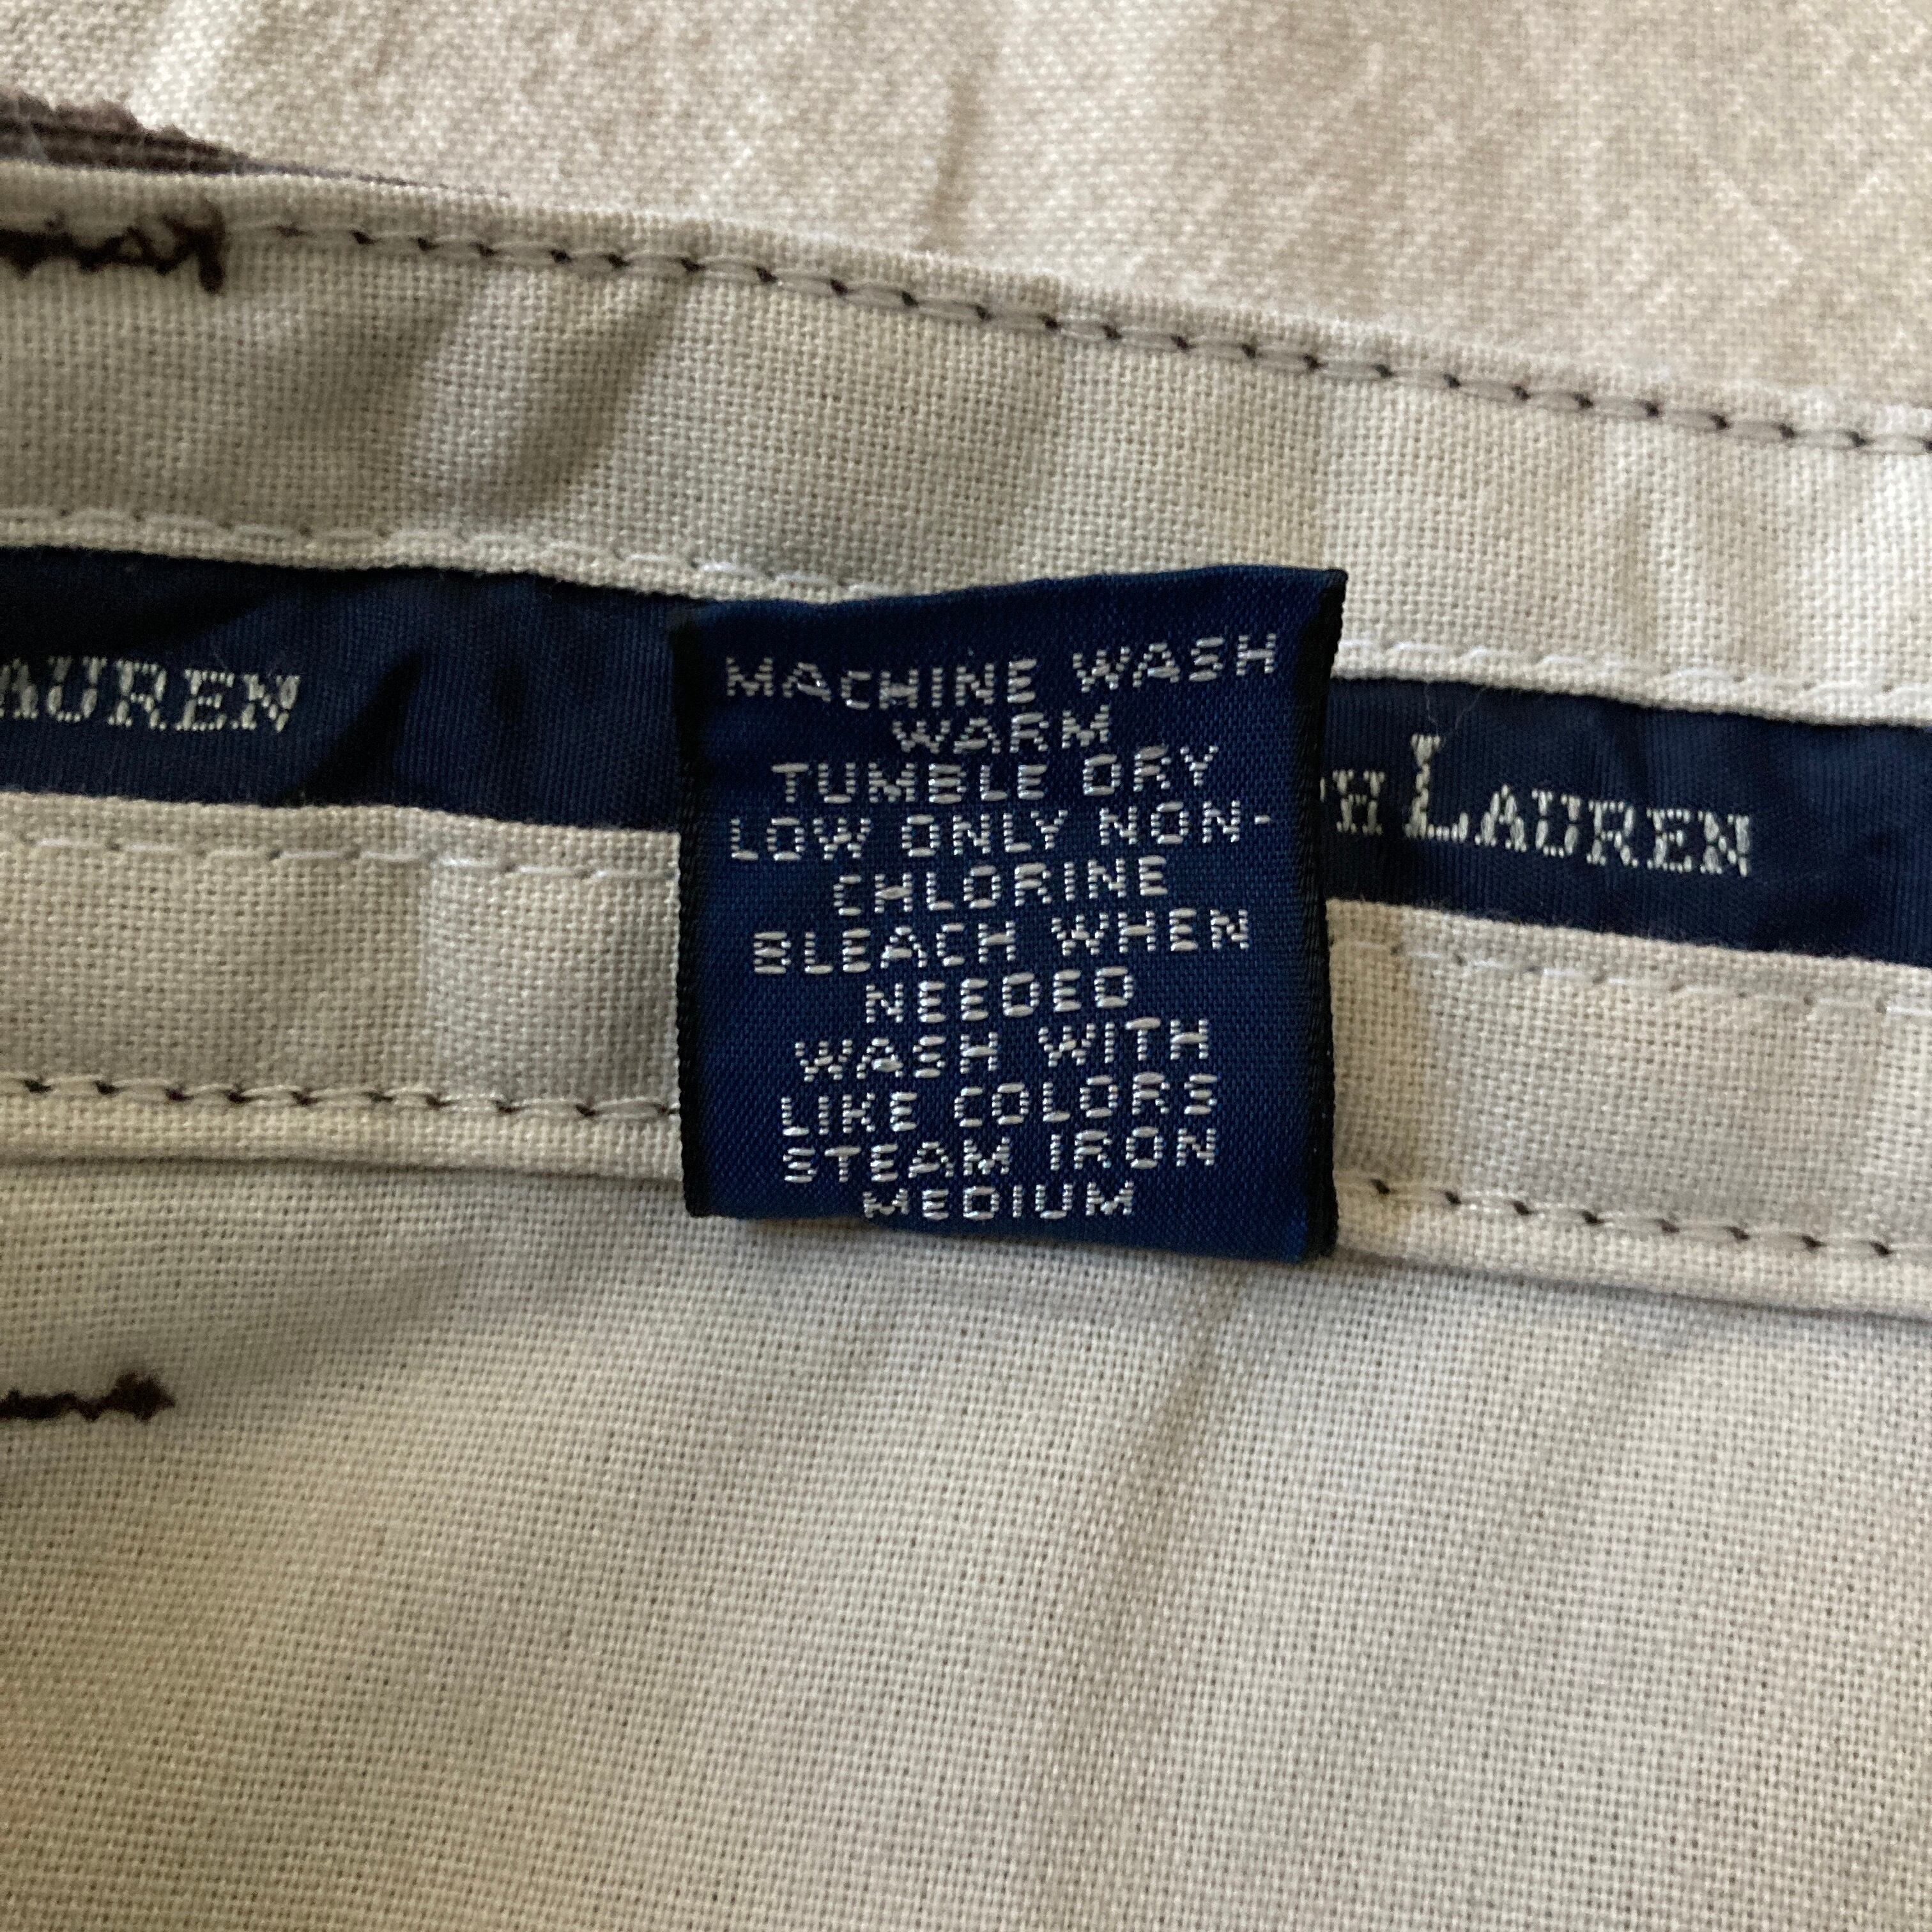 AUREN
MACHINE WASH
WARM
TUMBLE DRY
LOW ONLY NON-
CHLORINE
BLEACH WHEN
NEEDED
WASH WITH
LIKE COLORS
STEAM IRON
MEDIUM
H LAUREN